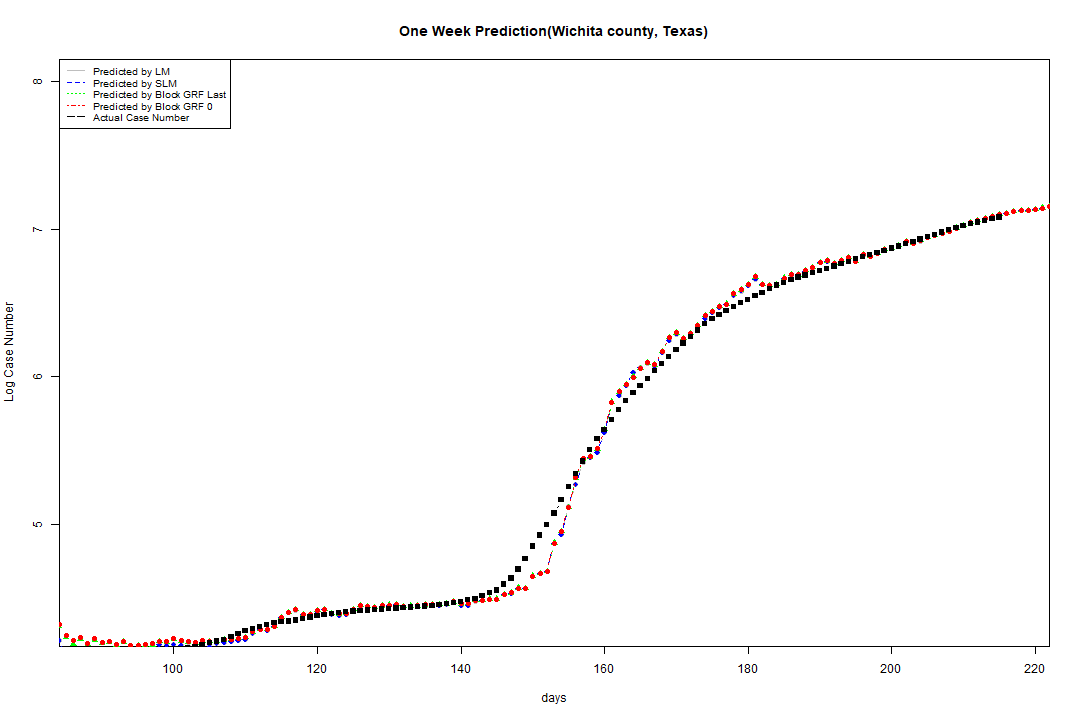 One Week Prediction(Wichita county, Texas)
Predicted by LM
Predicted by SLM
Predicted by Block GRF Last
Predicted by Block GRF 0
Actual Case Number
8
7
6
5
Log Case Number
100 120 140 160 180 200 220
days